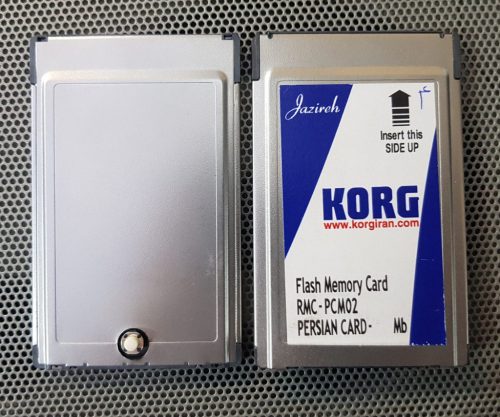 Jazireh
Insert this
SIDE UP
KORG
www.korgiran.com
Flash Memory Card
RMC - PCM02
PERSIAN CARD - Mb